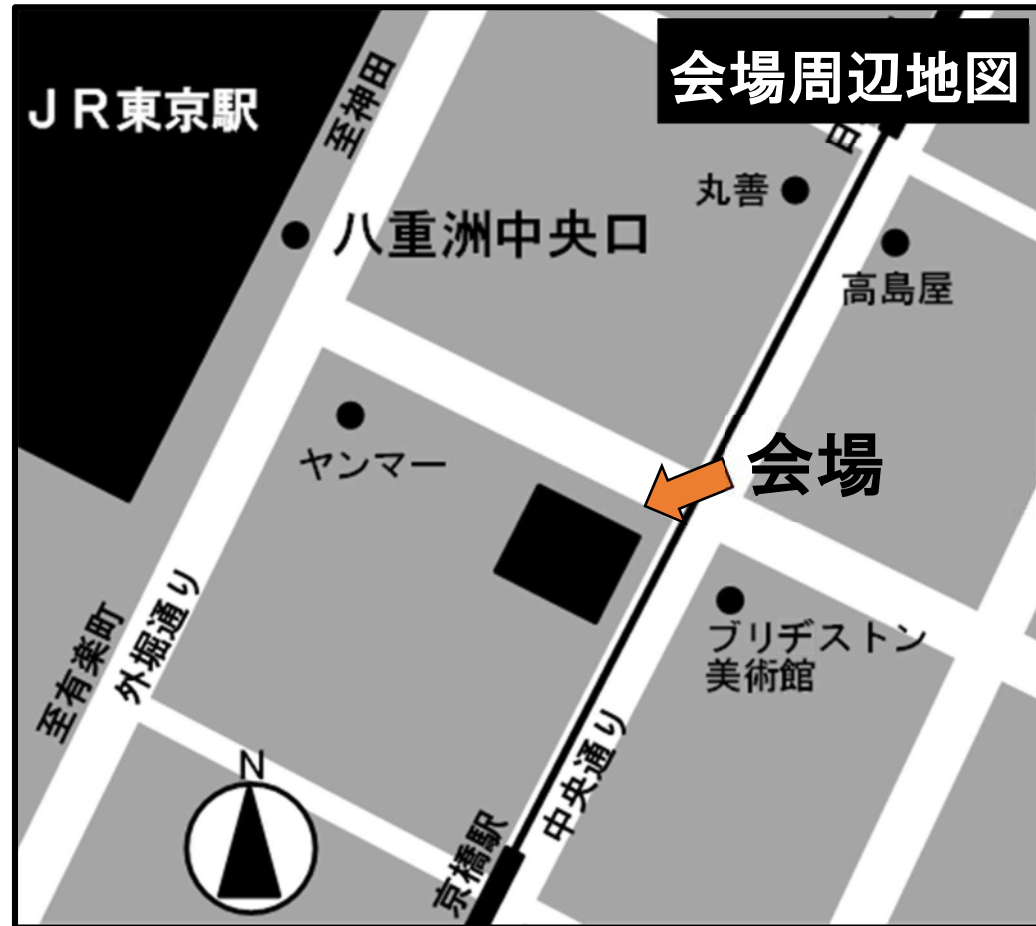 会場周辺地図
JR東京駅
至神田
八重洲中央口
丸善
高島屋
ヤンマー
会場
ブリヂストン
美術館
外堀通り
至有楽町
中央通り
京橋駅
N